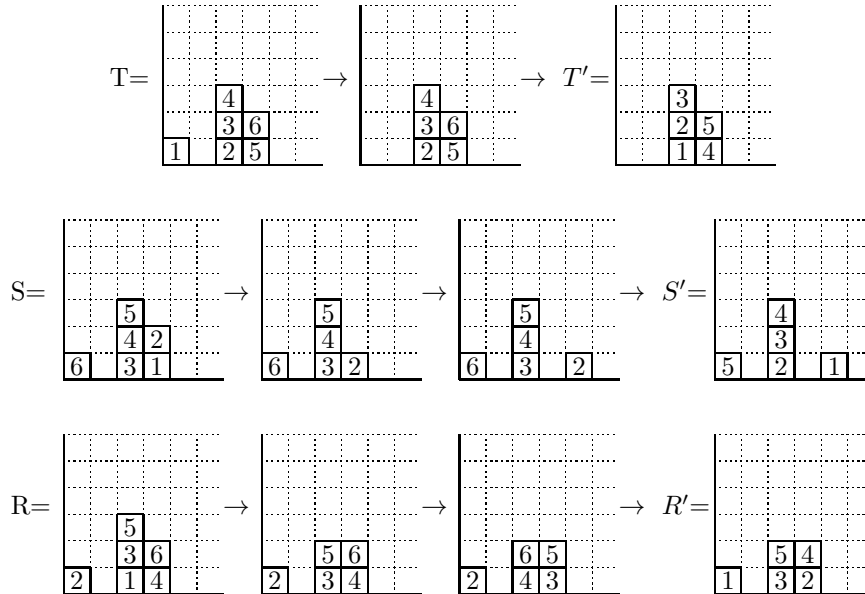 T= → → T′=
4 4 3
3 6 3 6 2 5
1 2 5 2 5 1 4
S= → → → S′=
5 5 5 4
4 2 4 4 3
6 3 1 6 3 2 6 3 2 5 2 1
R= → → → R′=
5
3 6 5 6 6 5 5 4
2 1 4 2 3 4 2 4 3 1 3 2